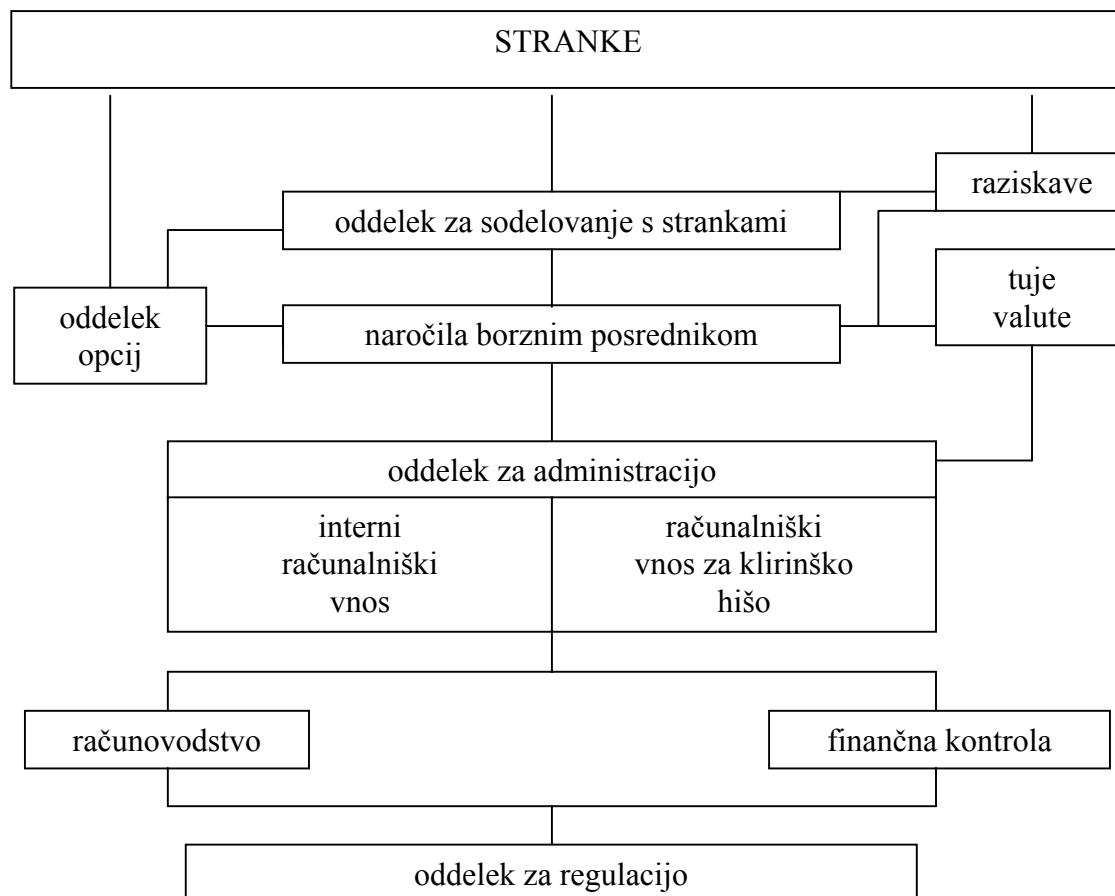 STRANKE
raziskave
oddelek za sodelovanje s strankami
tuje
valute
oddelek
opcij
naročila borznim posrednikom
oddelek za administracijo
interni
računalniški
vnos
računalniški
vnos za klirinško
hišo
računovodstvo
finančna kontrola
oddelek za regulacijo